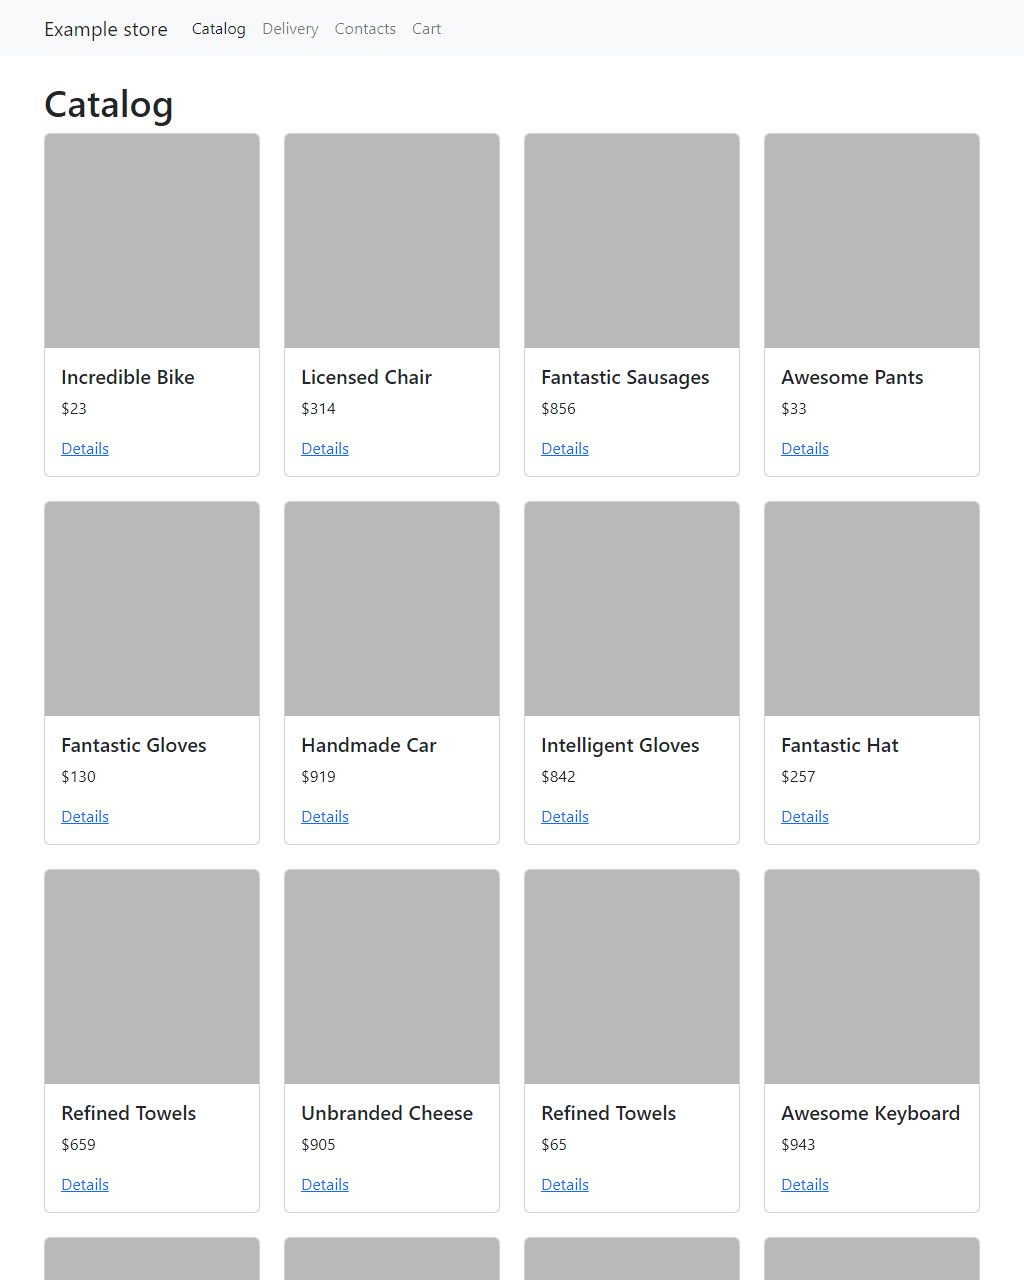 Example store Catalog Delivery Contacts Cart
Catalog
Incredible Bike
$23
Details
Licensed Chair
$314
Details
Fantastic Sausages
$856
Details
Awesome Pants
$33
Details
Fantastic Gloves
$130
Details
Handmade Car
$919
Details
Intelligent Gloves
$842
Details
Fantastic Hat
$257
Details
Refined Towels
$659
Details
Unbranded Cheese
$905
Details
Refined Towels
$65
Details
Awesome Keyboard
$943
Details